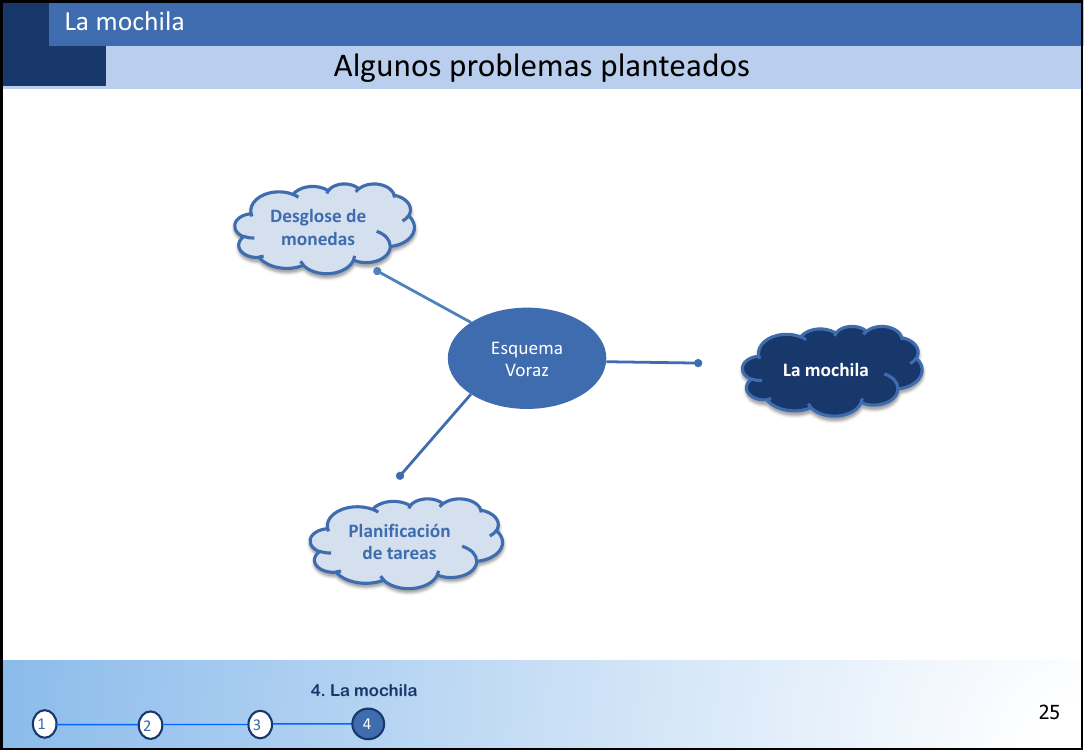 La mochila
Algunos problemas planteados
Desglose de
monedas
Esquema
Voraz
La mochila
Planificación
de tareas
4. La mochila
1
2
3
4
25